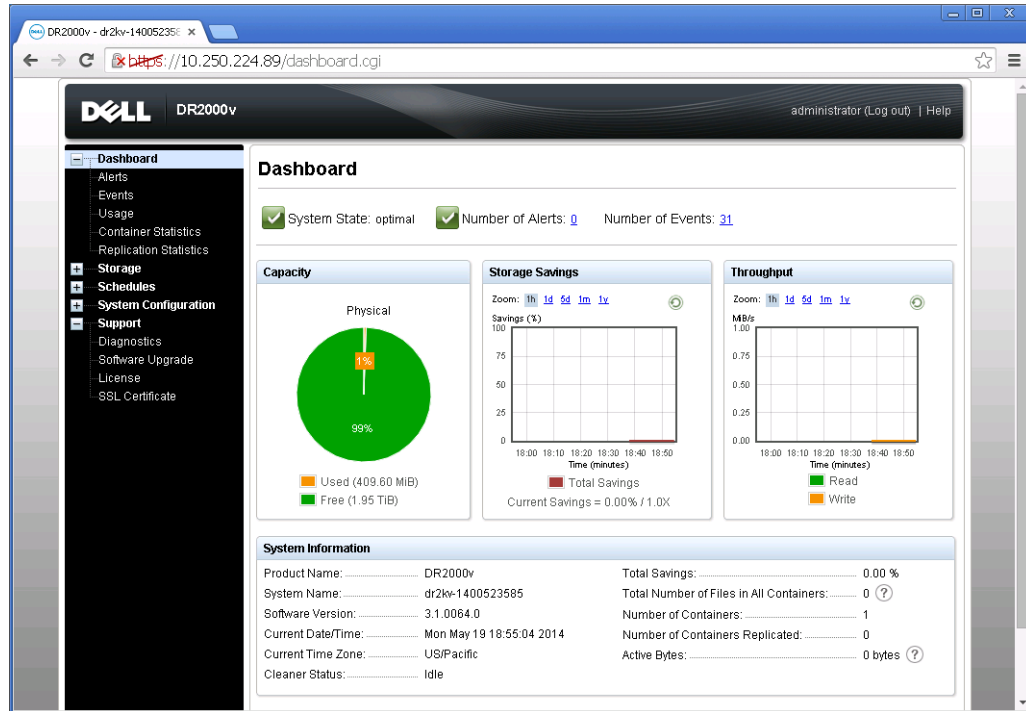 DR2000v - dr2kv-14005235
https://10.250.224.89/dashboard.cgi
DELL DR2000v administrator (Log out) | Help
Dashboard
Alerts
Events
Usage
Container Statistics
Replication Statistics
Storage
Schedules
System Configuration
Support
Diagnostics
Software Upgrade
License
SSL Certificate
Dashboard
System State: optimal Number of Alerts: 0 Number of Events: 31
Capacity
Physical
1%
99%
Used (409.60 MiB)
Free (1.95 TiB)
Storage Savings
Zoom: 1h 1d 5d 1m 1y
Savings (%)
100
75
50
25
0
18:00 18:10 18:20 18:30 18:40 18:50
Time (minutes)
Total Savings
Current Savings = 0.00% / 1.0X
Throughput
Zoom: 1h 1d 5d 1m 1y
MiB/s
1.00
0.75
0.50
0.25
0.00
18:00 18:10 18:20 18:30 18:40 18:50
Time (minutes)
Read
Write
System Information
Product Name: DR2000v
System Name: dr2kv-1400523585
Software Version: 3.1.0064.0
Current Date/Time: Mon May 19 18:55:04 2014
Current Time Zone: US/Pacific
Cleaner Status: Idle
Total Savings: 0.00 %
Total Number of Files in All Containers: 0 ?
Number of Containers: 1
Number of Containers Replicated: 0
Active Bytes: 0 bytes ?